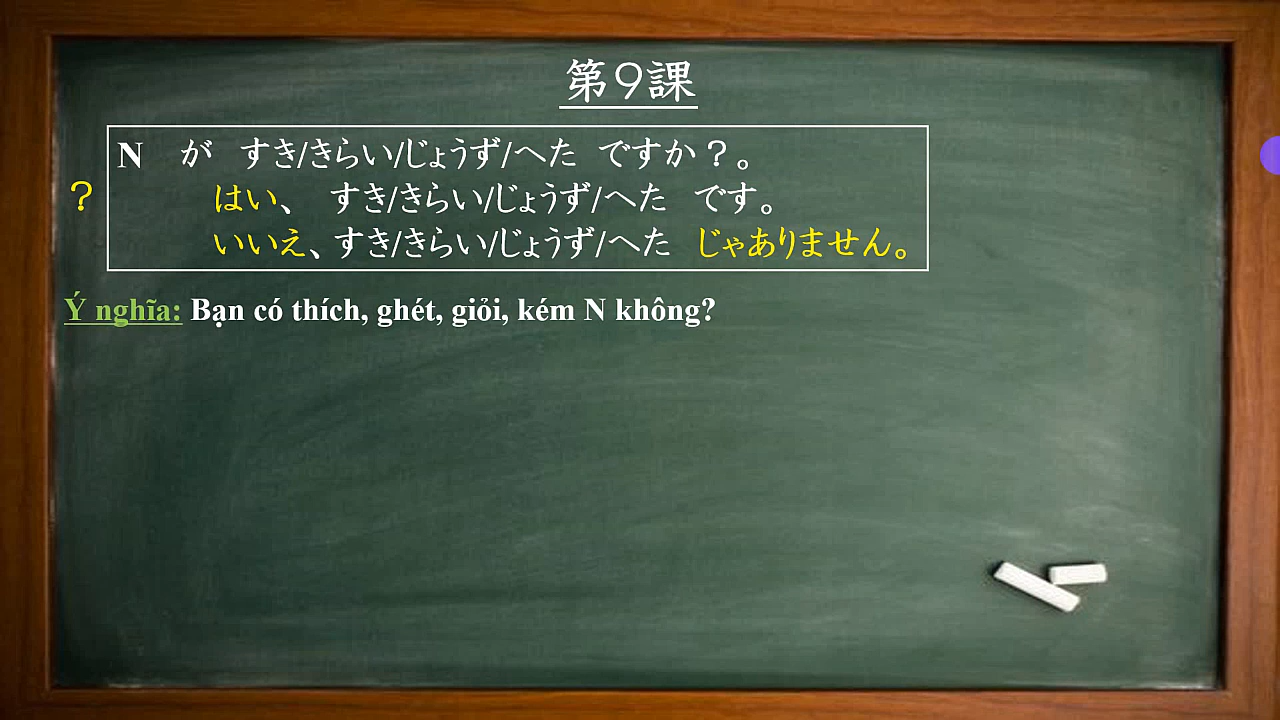 第９課
N が すき/きらい/じょうず/へた ですか？。
？ はい、 すき/きらい/じょうず/へた です。
いいえ、すき/きらい/じょうず/へた じゃありません。
Ý nghĩa: Bạn có thích, ghét, giỏi, kém N không?